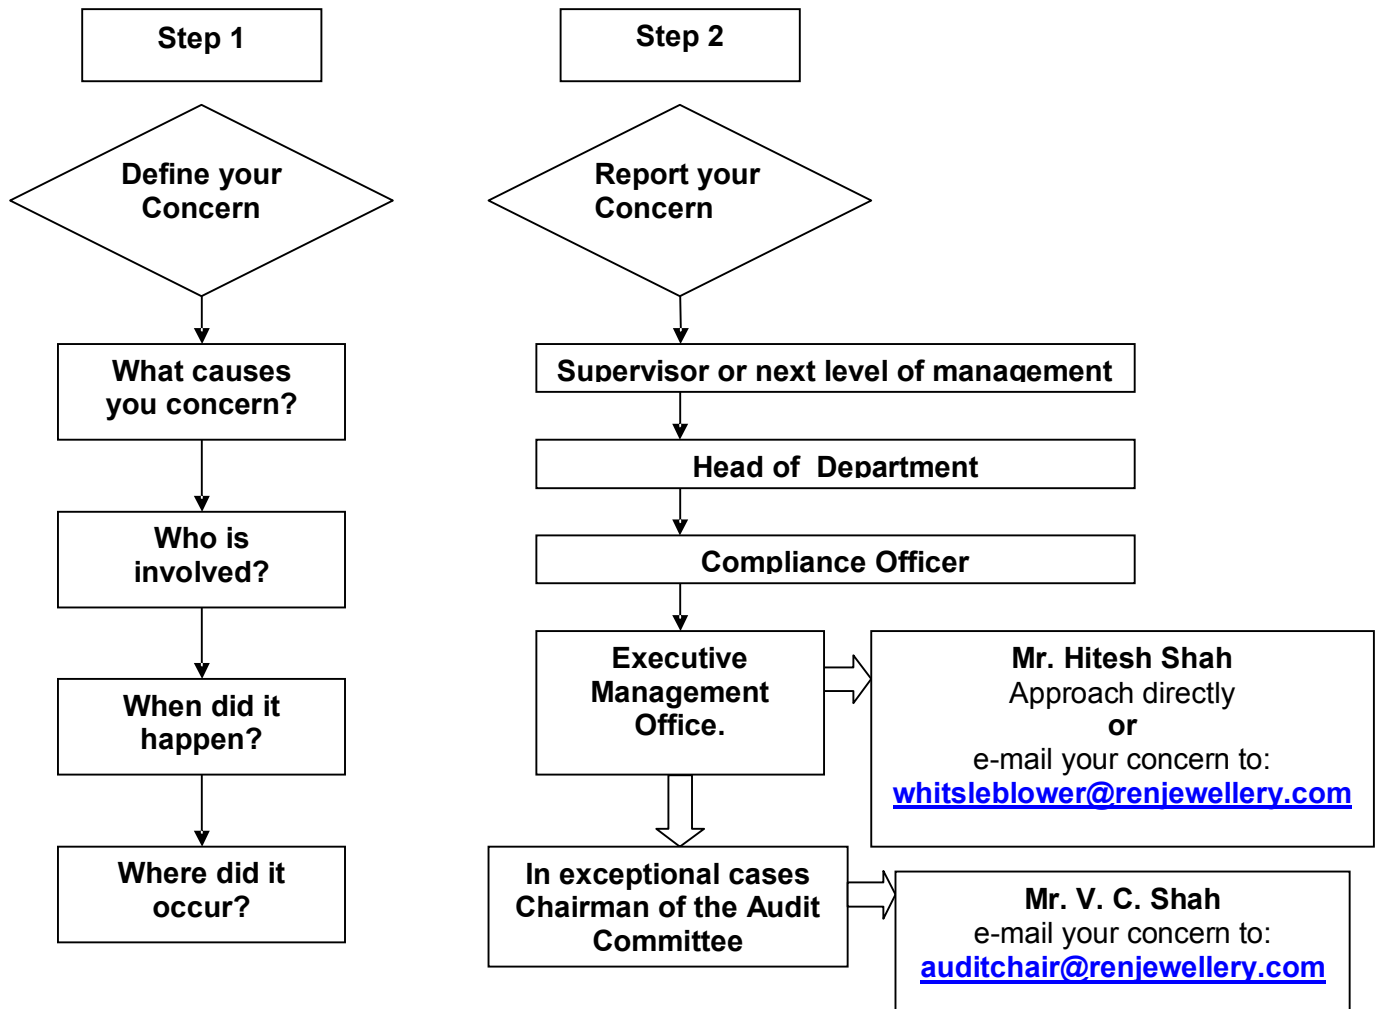 Step 1
Define your
Concern
What causes
you concern?
Who is
involved?
When did it
happen?
Where did it
occur?
Step 2
Report your
Concern
Supervisor or next level of management
Head of Department
Compliance Officer
Executive
Management
Office.
Mr. Hitesh Shah
Approach directly
or
e-mail your concern to:
whitsleblower@renjewellery.com
In exceptional cases
Chairman of the Audit
Committee
Mr. V. C. Shah
e-mail your concern to:
auditchair@renjewellery.com